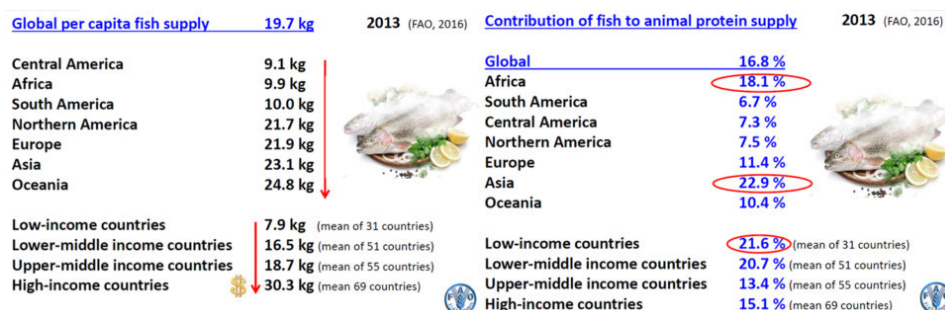 Global per capita fish supply 19.7 kg 2013 (FAO, 2016)
Central America 9.1 kg
Africa 9.9 kg
South America 10.0 kg
Northern America 21.7 kg
Europe 21.9 kg
Asia 23.1 kg
Oceania 24.8 kg
Low-income countries 7.9 kg (mean of 31 countries)
Lower-middle income countries 16.5 kg (mean of 51 countries)
Upper-middle income countries 18.7 kg (mean of 55 countries)
High-income countries $ 30.3 kg (mean 69 countries)
FAO
Contribution of fish to animal protein supply 2013 (FAO, 2016)
Global 16.8 %
Africa 18.1 %
South America 6.7 %
Central America 7.3 %
Northern America 7.5 %
Europe 11.4 %
Asia 22.9 %
Oceania 10.4 %
Low-income countries 21.6 % (mean of 31 countries)
Lower-middle income countries 20.7 % (mean of 51 countries)
Upper-middle income countries 13.4 % (mean of 55 countries)
High-income countries 15.1 % (mean 69 countries)